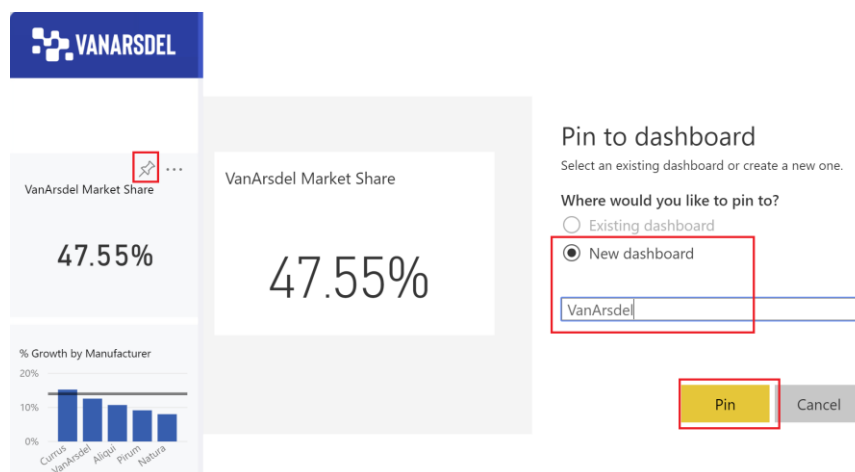 VANARSDEL
VanArsdel Market Share
47.55%
% Growth by Manufacturer
20%
10%
0%
Currus
VanArsdel
Aliqui
Pirum
Natura
VanArsdel Market Share
47.55%
Pin to dashboard
Select an existing dashboard or create a new one.
Where would you like to pin to?
Existing dashboard
New dashboard
VanArsdel
Pin
Cancel